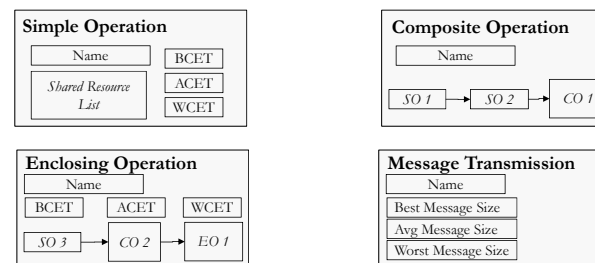 Simple Operation
Name
BCET
Shared Resource
List
ACET
WCET
Composite Operation
Name
SO 1
SO 2
CO 1
Enclosing Operation
Name
BCET
ACET
WCET
SO 3
CO 2
EO 1
Message Transmission
Name
Best Message Size
Avg Message Size
Worst Message Size